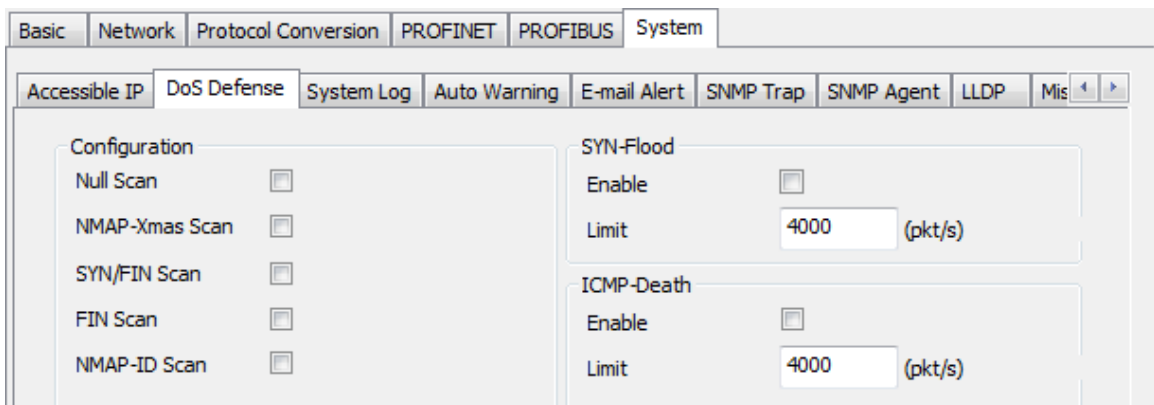 Basic Network Protocol Conversion PROFINET PROFIBUS System
Accessible IP DoS Defense System Log Auto Warning E-mail Alert SNMP Trap SNMP Agent LLDP Mis
Configuration
Null Scan
NMAP-Xmas Scan
SYN/FIN Scan
FIN Scan
NMAP-ID Scan
SYN-Flood
Enable
Limit 4000 (pkt/s)
ICMP-Death
Enable
Limit 4000 (pkt/s)